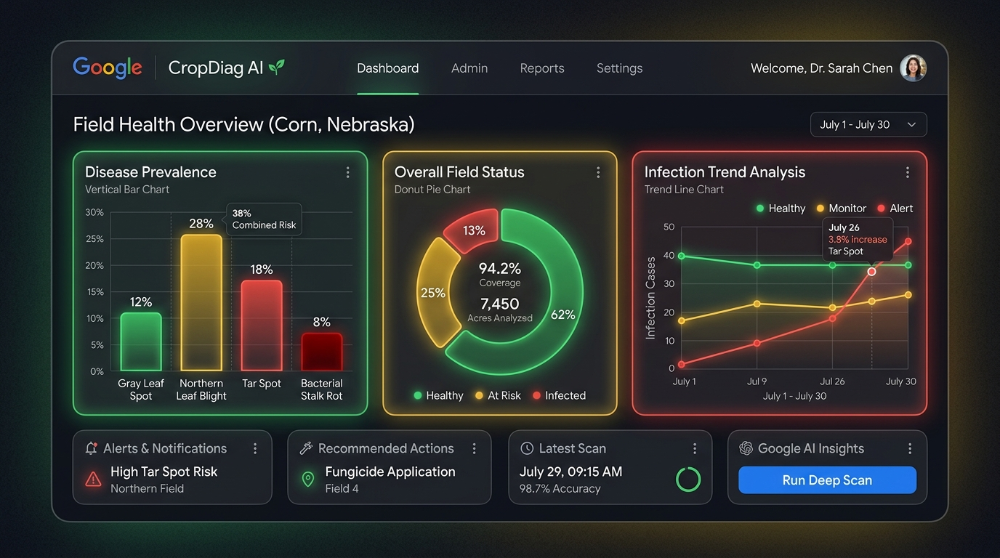 Google
CropDiag AI
Dashboard
Admin
Reports
Settings
Welcome, Dr. Sarah Chen
Field Health Overview (Corn, Nebraska)
July 1 - July 30
Disease Prevalence
Vertical Bar Chart
30%
25%
20%
15%
10%
5%
0%
12%
28%
18%
8%
38%
Combined Risk
Gray Leaf
Spot
Northern
Leaf Blight
Tar Spot
Bacterial
Stalk Rot
Overall Field Status
Donut Pie Chart
13%
25%
62%
94.2%
Coverage
7,450
Acres Analyzed
Healthy
At Risk
Infected
Infection Trend Analysis
Trend Line Chart
Healthy
Monitor
Alert
Infection Cases
50
40
30
20
10
0
July 26
3.8% increase
Tar Spot
July 1
Jul 9
Jul 26
July 30
July 1 - July 30
Alerts & Notifications
High Tar Spot Risk
Northern Field
Recommended Actions
Fungicide Application
Field 4
Latest Scan
July 29, 09:15 AM
98.7% Accuracy
Google AI Insights
Run Deep Scan